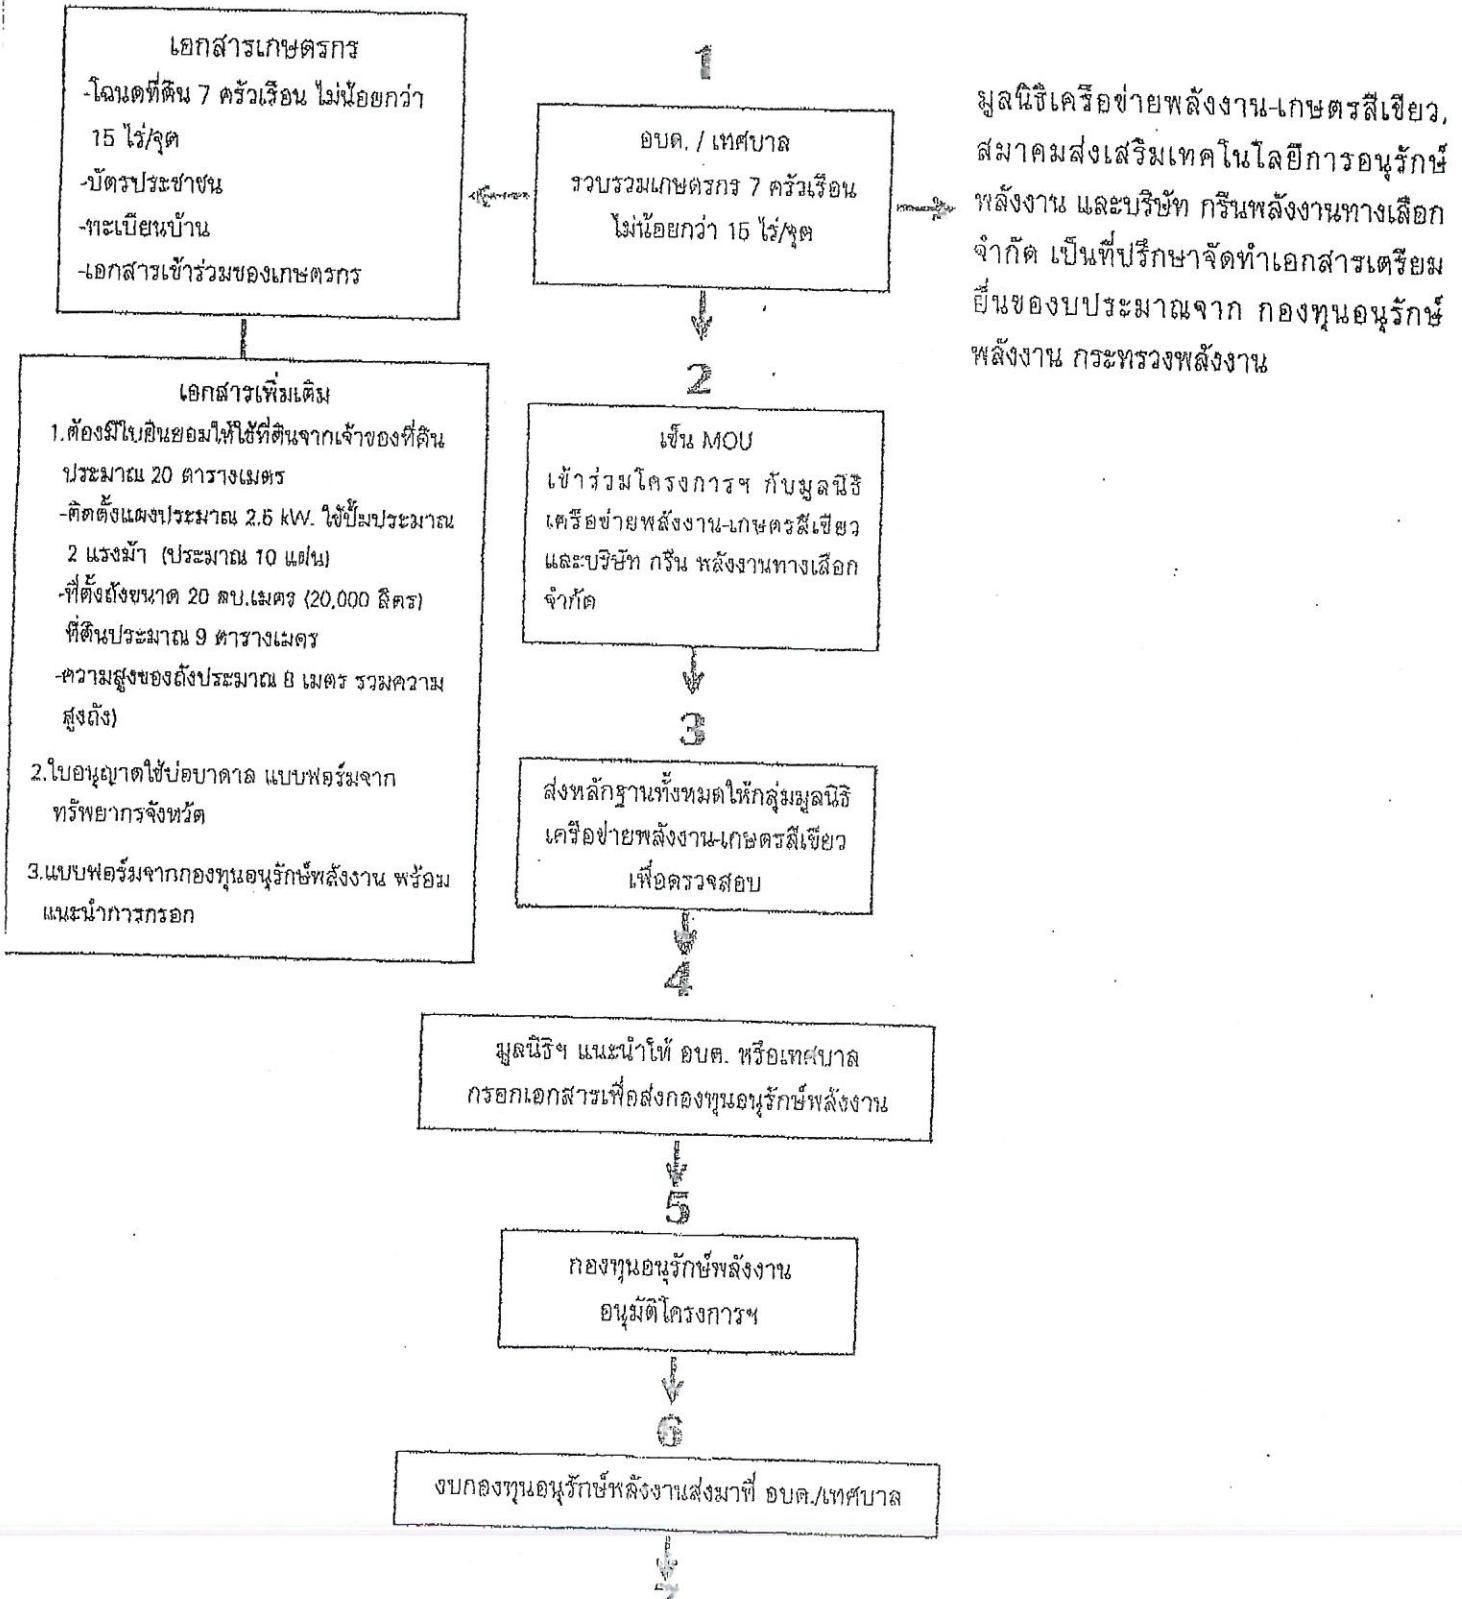 เอกสารเกษตรกร
-โฉนดที่ดิน 7 ครัวเรือน ไม่น้อยกว่า
15 ไร่/จุด
-บัตรประชาชน
-ทะเบียนบ้าน
-เอกสารเข้าร่วมของเกษตรกร
เอกสารเพิ่มเติม
1.ต้องมีใบยินยอมให้ใช้ที่ดินจากเจ้าของที่ดิน
ประมาณ 20 ตารางเมตร
-ติดตั้งแผงประมาณ 2.5 kW. ใช้ปั๊มประมาณ
2 แรงม้า (ประมาณ 10 แผ่น)
-ที่ตั้งถังขนาด 20 ลบ.เมตร (20,000 ลิตร)
ที่ดินประมาณ 9 ตารางเมตร
-ความสูงของถังประมาณ 8 เมตร รวมความ
สูงถัง)
2.ใบอนุญาตใช้บ่อบาดาล แบบฟอร์มจาก
ทรัพยากรจังหวัด
3.แบบฟอร์มจากกองทุนอนุรักษ์พลังงาน พร้อม
แนะนำการกรอก
1
อบต. / เทศบาล
รวบรวมเกษตรกร 7 ครัวเรือน
ไม่น้อยกว่า 15 ไร่/จุด
มูลนิธิเครือข่ายพลังงาน-เกษตรสีเขียว,
สมาคมส่งเสริมเทคโนโลยีการอนุรักษ์
พลังงาน และบริษัท กรีนพลังงานทางเลือก
จำกัด เป็นที่ปรึกษาจัดทำเอกสารเตรียม
ยื่นของบประมาณจาก กองทุนอนุรักษ์
พลังงาน กระทรวงพลังงาน
2
เซ็น MOU
เข้าร่วมโครงการฯ กับมูลนิธิ
เครือข่ายพลังงาน-เกษตรสีเขียว
และบริษัท กรีน พลังงานทางเลือก
จำกัด
3
ส่งหลักฐานทั้งหมดให้กลุ่มมูลนิธิ
เครือข่ายพลังงาน-เกษตรสีเขียว
เพื่อตรวจสอบ
4
มูลนิธิฯ แนะนำให้ อบต. หรือเทศบาล
กรอกเอกสารเพื่อส่งกองทุนอนุรักษ์พลังงาน
5
กองทุนอนุรักษ์พลังงาน
อนุมัติโครงการฯ
6
งบกองทุนอนุรักษ์พลังงานส่งมาที่ อบต./เทศบาล
7